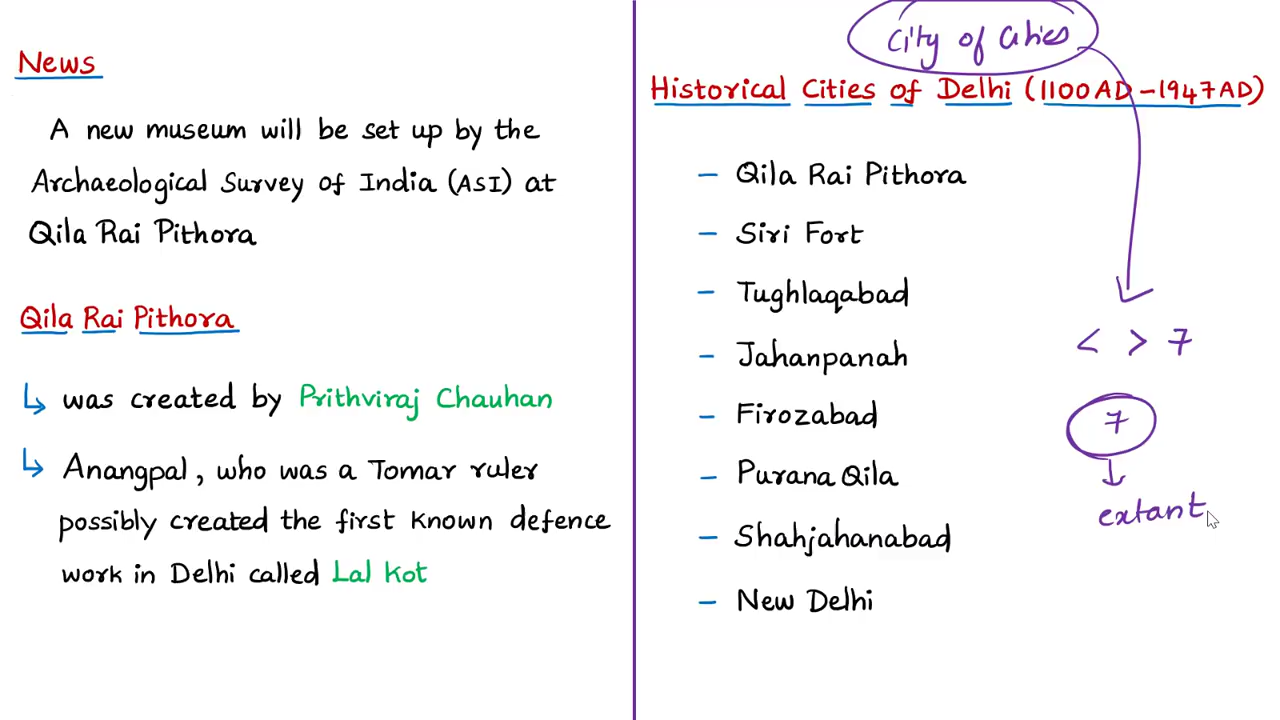 News
A new museum will be set up by the
Archaeological Survey of India (ASI) at
Qila Rai Pithora
Qila Rai Pithora
↳ was created by Prithviraj Chauhan
↳ Anangpal, who was a Tomar ruler
possibly created the first known defence
work in Delhi called Lal Kot
City of Cities
Historical Cities of Delhi (1100AD-1947AD)
- Qila Rai Pithora
- Siri Fort
- Tughlaqabad
- Jahanpanah
- Firozabad
- Purana Qila
- Shahjahanabad
- New Delhi
< > 7
7
extant